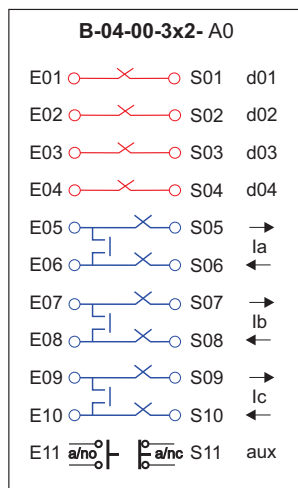 B-04-00-3x2- A0
E01 S01 d01
E02 S02 d02
E03 S03 d03
E04 S04 d04
E05 S05
Ia
E06 S06
E07 S07
Ib
E08 S08
E09 S09
Ic
E10 S10
E11 a/no a/nc S11 aux